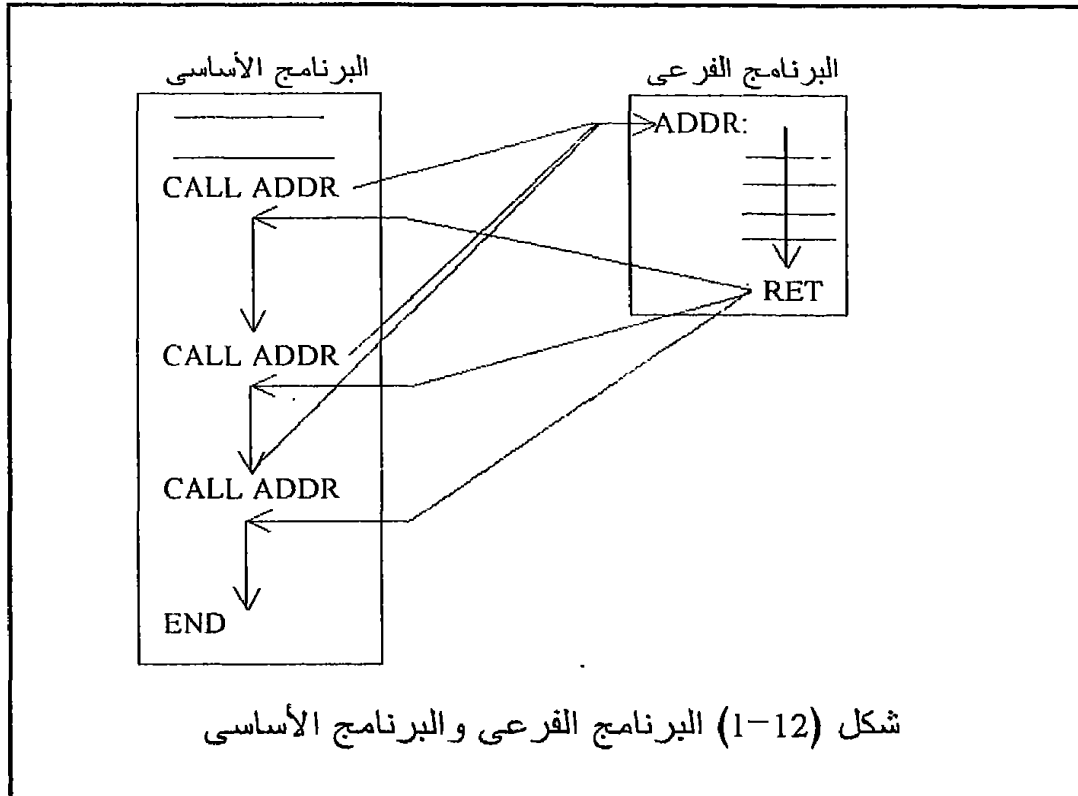 البرنامج الأساسى
CALL ADDR
CALL ADDR
CALL ADDR
END
البرنامج الفرعى
ADDR:
RET
شكل (12-1) البرنامج الفرعى والبرنامج الأساسى